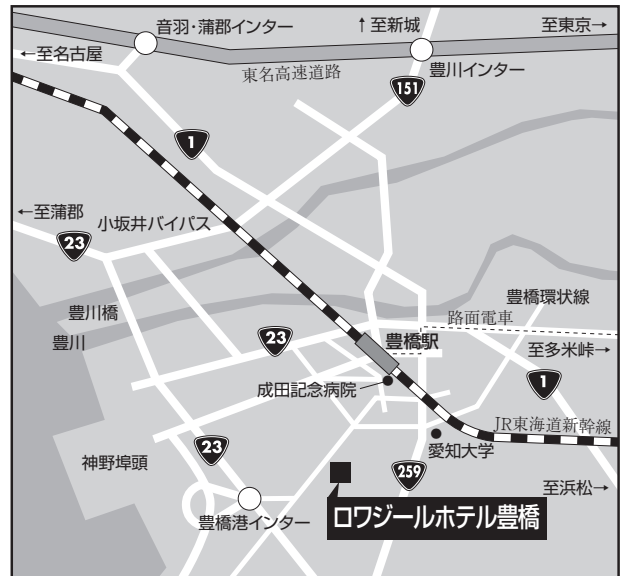 音羽・蒲郡インター
↑至新城
至東京→
←至名古屋
東名高速道路
豊川インター
151
1
←至蒲郡
小坂井バイパス
23
豊川橋
豊川
豊橋環状線
路面電車
23
豊橋駅
至多米峠→
成田記念病院
1
JR東海道新幹線
愛知大学
23
神野埠頭
259
至浜松→
豊橋港インター
ロワジールホテル豊橋